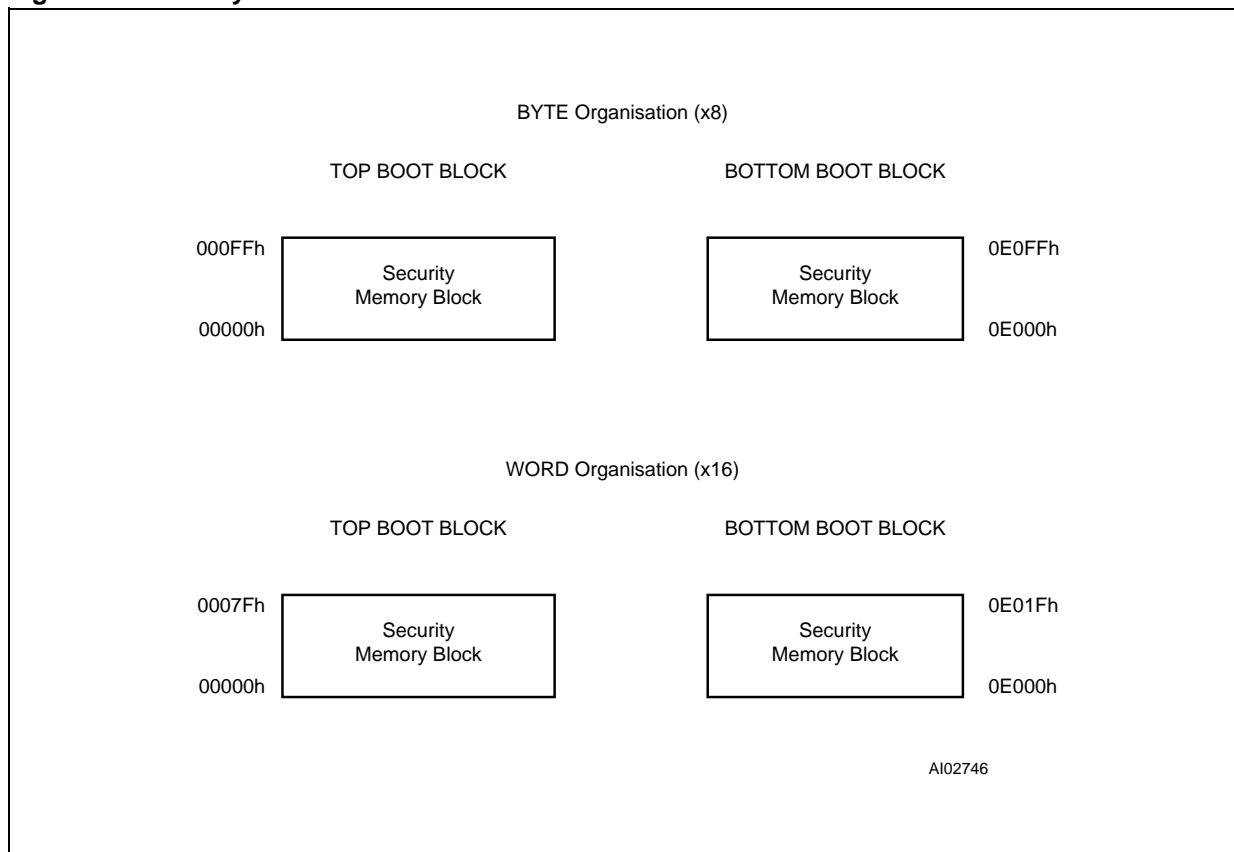 BYTE Organisation (x8)
TOP BOOT BLOCK BOTTOM BOOT BLOCK
000FFh 0E0FFh
Security Security
Memory Block Memory Block
00000h 0E000h
WORD Organisation (x16)
TOP BOOT BLOCK BOTTOM BOOT BLOCK
0007Fh 0E01Fh
Security Security
Memory Block Memory Block
00000h 0E000h
AI02746